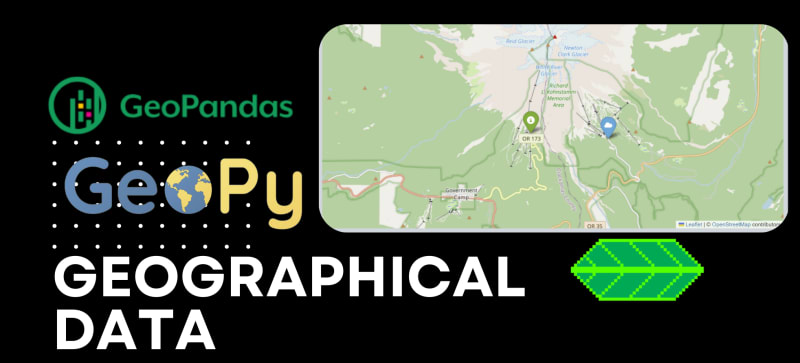 GeoPandas
GeoPy
GEOGRAPHICAL
DATA
Reid Glacier
Newton
Clark Glacier
Richard
L. Kohnstamm
Memorial
Area
OR 173
Government
Camp
OR 35
Leaflet | © OpenStreetMap contributors